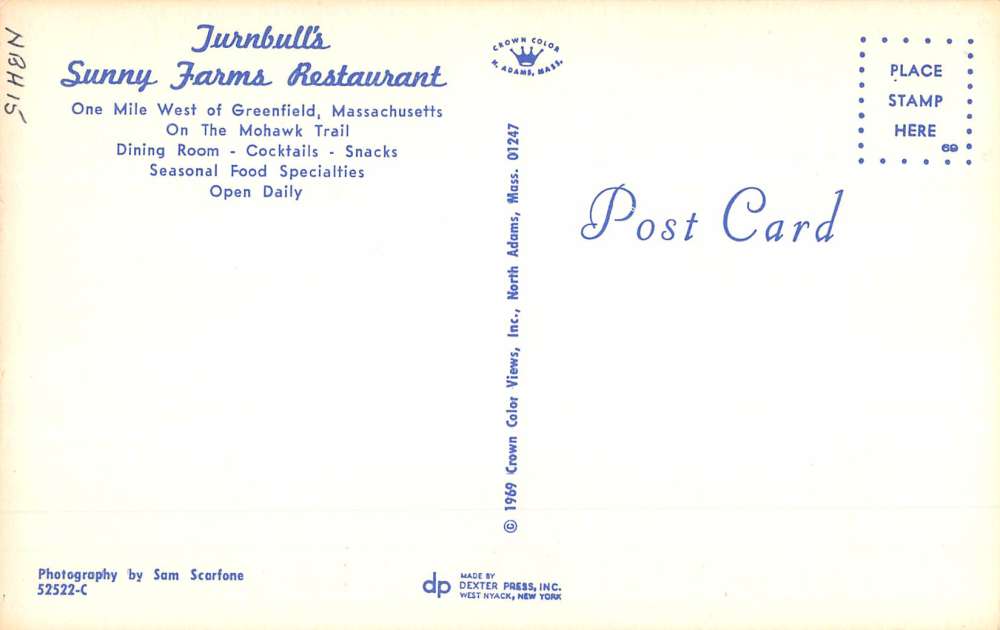 NBH15
Turnbull's
Sunny Farms Restaurant
One Mile West of Greenfield, Massachusetts
On The Mohawk Trail
Dining Room - Cocktails - Snacks
Seasonal Food Specialties
Open Daily
CROWN COLOR
N. ADAMS, MASS.
PLACE
STAMP
HERE
69
Post Card
© 1969 Crown Color Views, Inc., North Adams, Mass. 01247
Photography by Sam Scarfone
52522-C
dp
MADE BY
DEXTER PRESS, INC.
WEST NYACK, NEW YORK